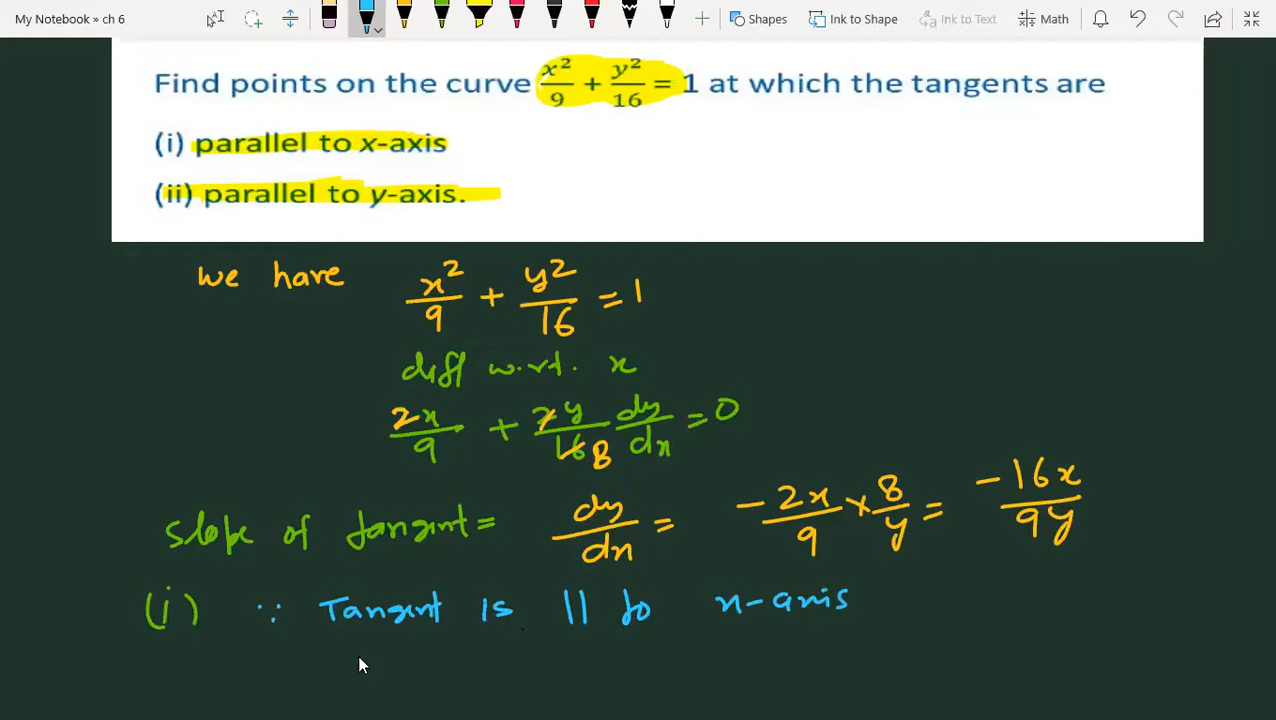 My Notebook » ch 6 Shapes Ink to Shape Ink to Text Math
Find points on the curve x²/9 + y²/16 = 1 at which the tangents are
(i) parallel to x-axis
(ii) parallel to y-axis.
we have x²/9 + y²/16 = 1
diff w.r.t. x
2x/9 + 2y/16 8 dy/dx = 0
slope of tangent = dy/dx = -2x/9 × 8/y = -16x/9y
(i) ∵ Tangent is || to x-axis